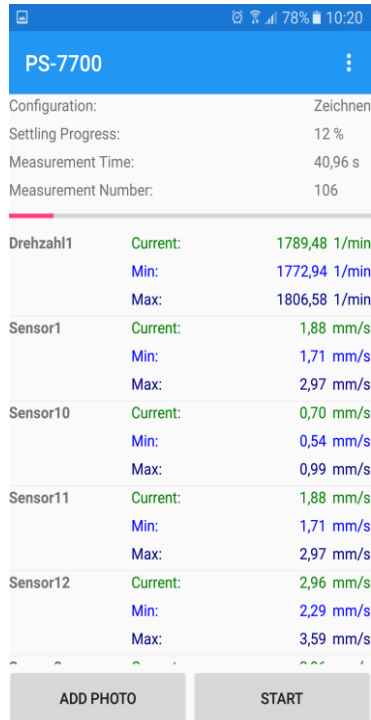 78% 10:20
PS-7700
Configuration: Zeichnen
Settling Progress: 12 %
Measurement Time: 40,96 s
Measurement Number: 106
Drehzahl1 Current: 1789,48 1/min
Min: 1772,94 1/min
Max: 1806,58 1/min
Sensor1 Current: 1,88 mm/s
Min: 1,71 mm/s
Max: 2,97 mm/s
Sensor10 Current: 0,70 mm/s
Min: 0,54 mm/s
Max: 0,99 mm/s
Sensor11 Current: 1,88 mm/s
Min: 1,71 mm/s
Max: 2,97 mm/s
Sensor12 Current: 2,96 mm/s
Min: 2,29 mm/s
Max: 3,59 mm/s
ADD PHOTO START